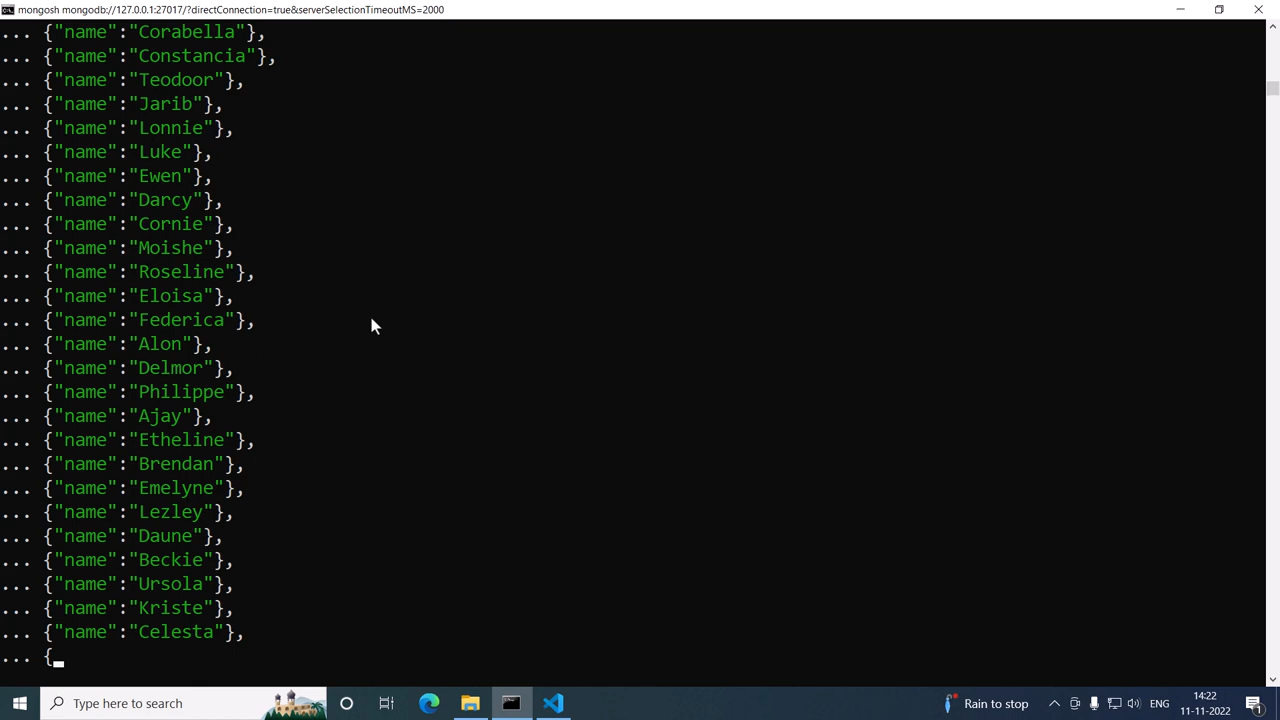 mongosh mongodb://127.0.0.1:27017/?directConnection=true&serverSelectionTimeoutMS=2000
... {"name":"Corabella"},
... {"name":"Constancia"},
... {"name":"Teodoor"},
... {"name":"Jarib"},
... {"name":"Lonnie"},
... {"name":"Luke"},
... {"name":"Ewen"},
... {"name":"Darcy"},
... {"name":"Cornie"},
... {"name":"Moishe"},
... {"name":"Roseline"},
... {"name":"Eloisa"},
... {"name":"Federica"},
... {"name":"Alon"},
... {"name":"Delmor"},
... {"name":"Philippe"},
... {"name":"Ajay"},
... {"name":"Etheline"},
... {"name":"Brendan"},
... {"name":"Emelyne"},
... {"name":"Lezley"},
... {"name":"Daune"},
... {"name":"Beckie"},
... {"name":"Ursola"},
... {"name":"Kriste"},
... {"name":"Celesta"},
... {
Type here to search
Rain to stop
ENG
14:22
11-11-2022
1